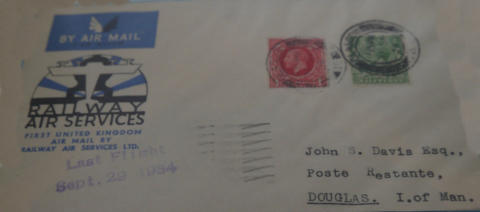 BY AIR MAIL
RAILWAY
AIR SERVICES
FIRST UNITED KINGDOM
AIR MAIL BY
RAILWAY AIR SERVICES LTD.
Last Flight
Sept. 29 1934
John S. Davis Esq.,
Poste Restante,
DOUGLAS. I.of Man.